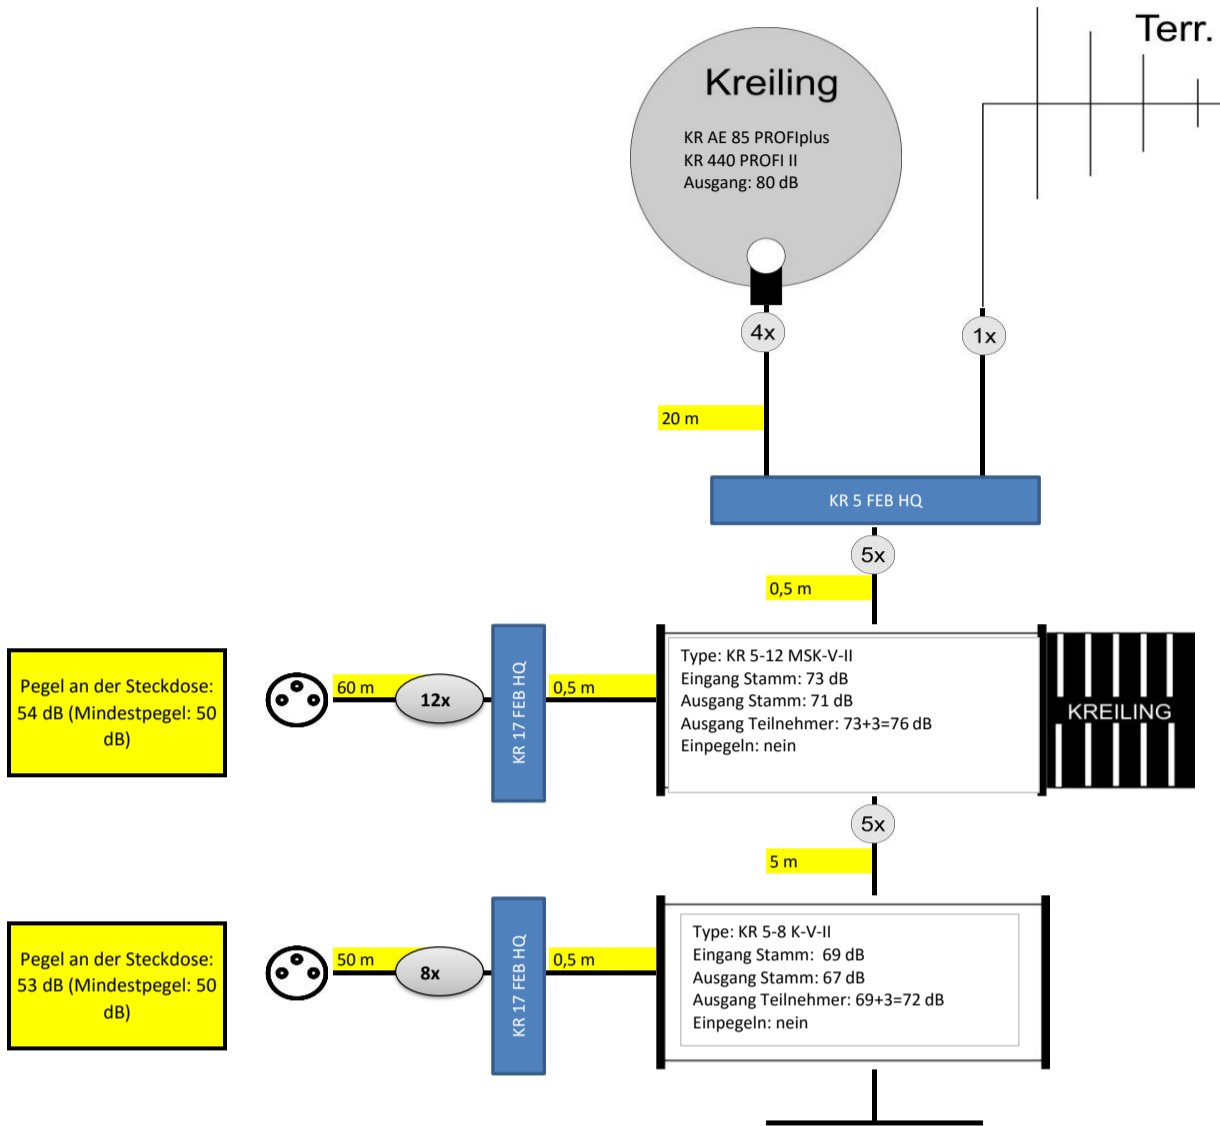 Terr.
Kreiling
KR AE 85 PROFIplus
KR 440 PROFI II
Ausgang: 80 dB
4x
1x
20 m
KR 5 FEB HQ
5x
0,5 m
Pegel an der Steckdose:
54 dB (Mindestpegel: 50
dB)
60 m
12x
KR 17 FEB HQ
0,5 m
Type: KR 5-12 MSK-V-II
Eingang Stamm: 73 dB
Ausgang Stamm: 71 dB
Ausgang Teilnehmer: 73+3=76 dB
Einpegeln: nein
KREILING
5x
5 m
Pegel an der Steckdose:
53 dB (Mindestpegel: 50
dB)
50 m
8x
KR 17 FEB HQ
0,5 m
Type: KR 5-8 K-V-II
Eingang Stamm:  69 dB
Ausgang Stamm: 67 dB
Ausgang Teilnehmer: 69+3=72 dB
Einpegeln: nein